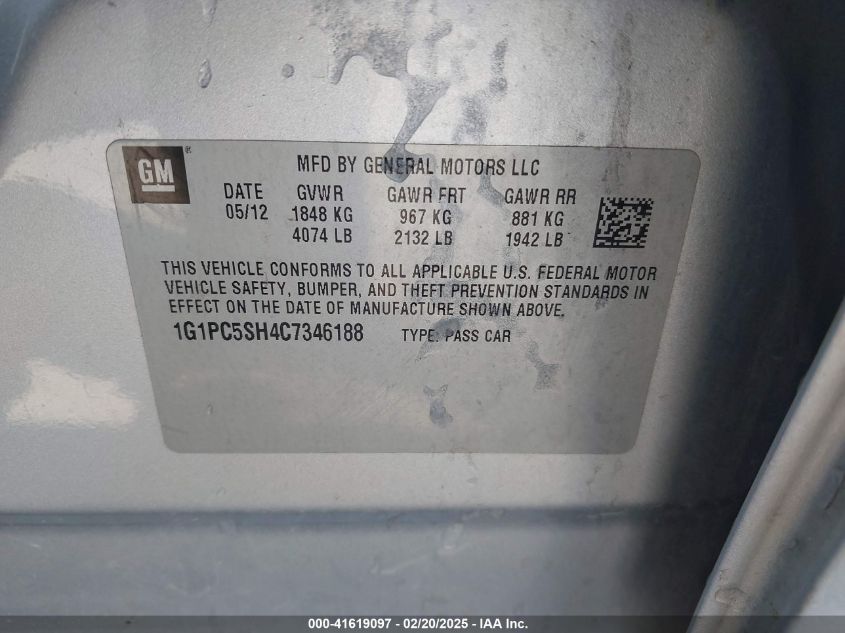 GM
MFD BY GENERAL MOTORS LLC
DATE GVWR GAWR FRT GAWR RR
05/12 1848 KG 967 KG 881 KG
4074 LB 2132 LB 1942 LB
THIS VEHICLE CONFORMS TO ALL APPLICABLE U.S. FEDERAL MOTOR
VEHICLE SAFETY, BUMPER, AND THEFT PREVENTION STANDARDS IN
EFFECT ON THE DATE OF MANUFACTURE SHOWN ABOVE.
1G1PC5SH4C7346188 TYPE: PASS CAR
000-41619097 - 02/20/2025 - IAA Inc.